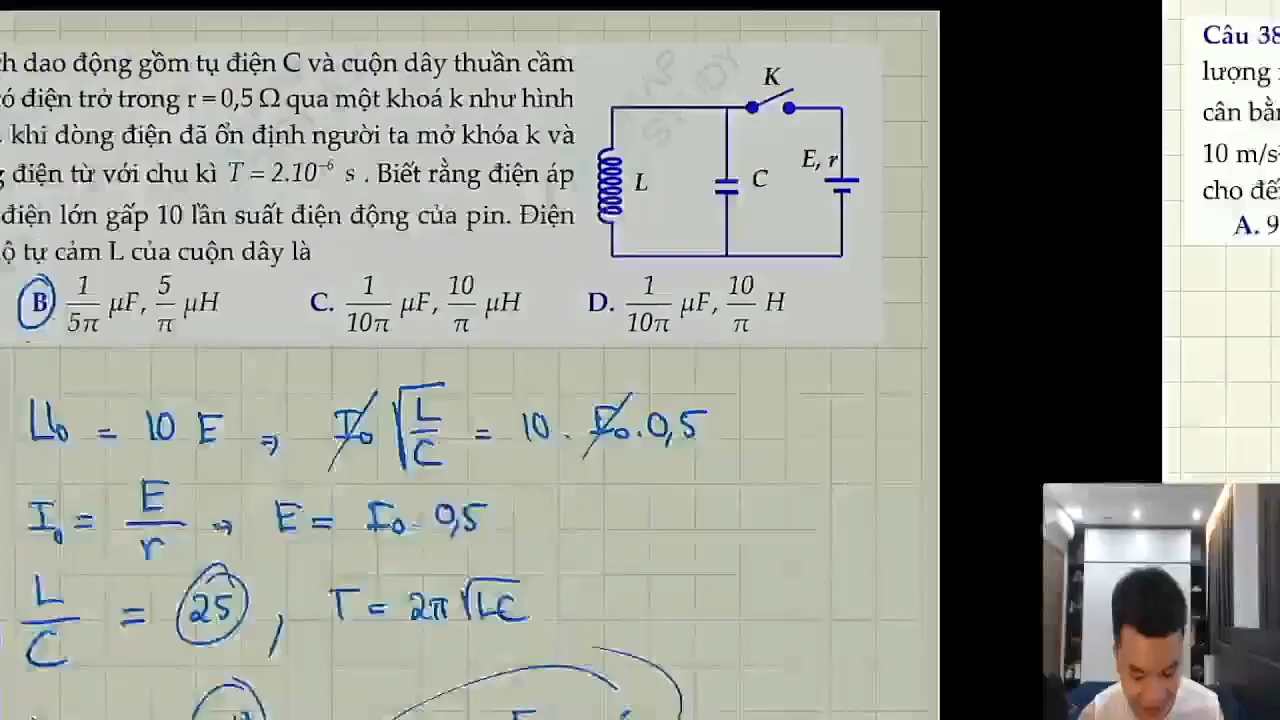 h dao động gồm tụ điện C và cuộn dây thuần cảm
ó điện trở trong r = 0,5 Ω qua một khoá k như hình
. khi dòng điện đã ổn định người ta mở khóa k và
g điện từ với chu kì T = 2.10⁻⁶ s . Biết rằng điện áp
điện lớn gấp 10 lần suất điện động của pin. Điện
ộ tự cảm L của cuộn dây là
K
L
C
E, r
B 1/5π μF, 5/π μH
C. 1/10π μF, 10/π μH
D. 1/10π μF, 10/π H
U₀ = 10 E ⇒ I₀ √(L/C) = 10 . I₀ . 0,5
I₀ = E/r → E = I₀ . 0,5
L/C = 25 , T = 2π √LC
Câu 38
lượng
cân bằn
10 m/s²
cho đế
A. 9